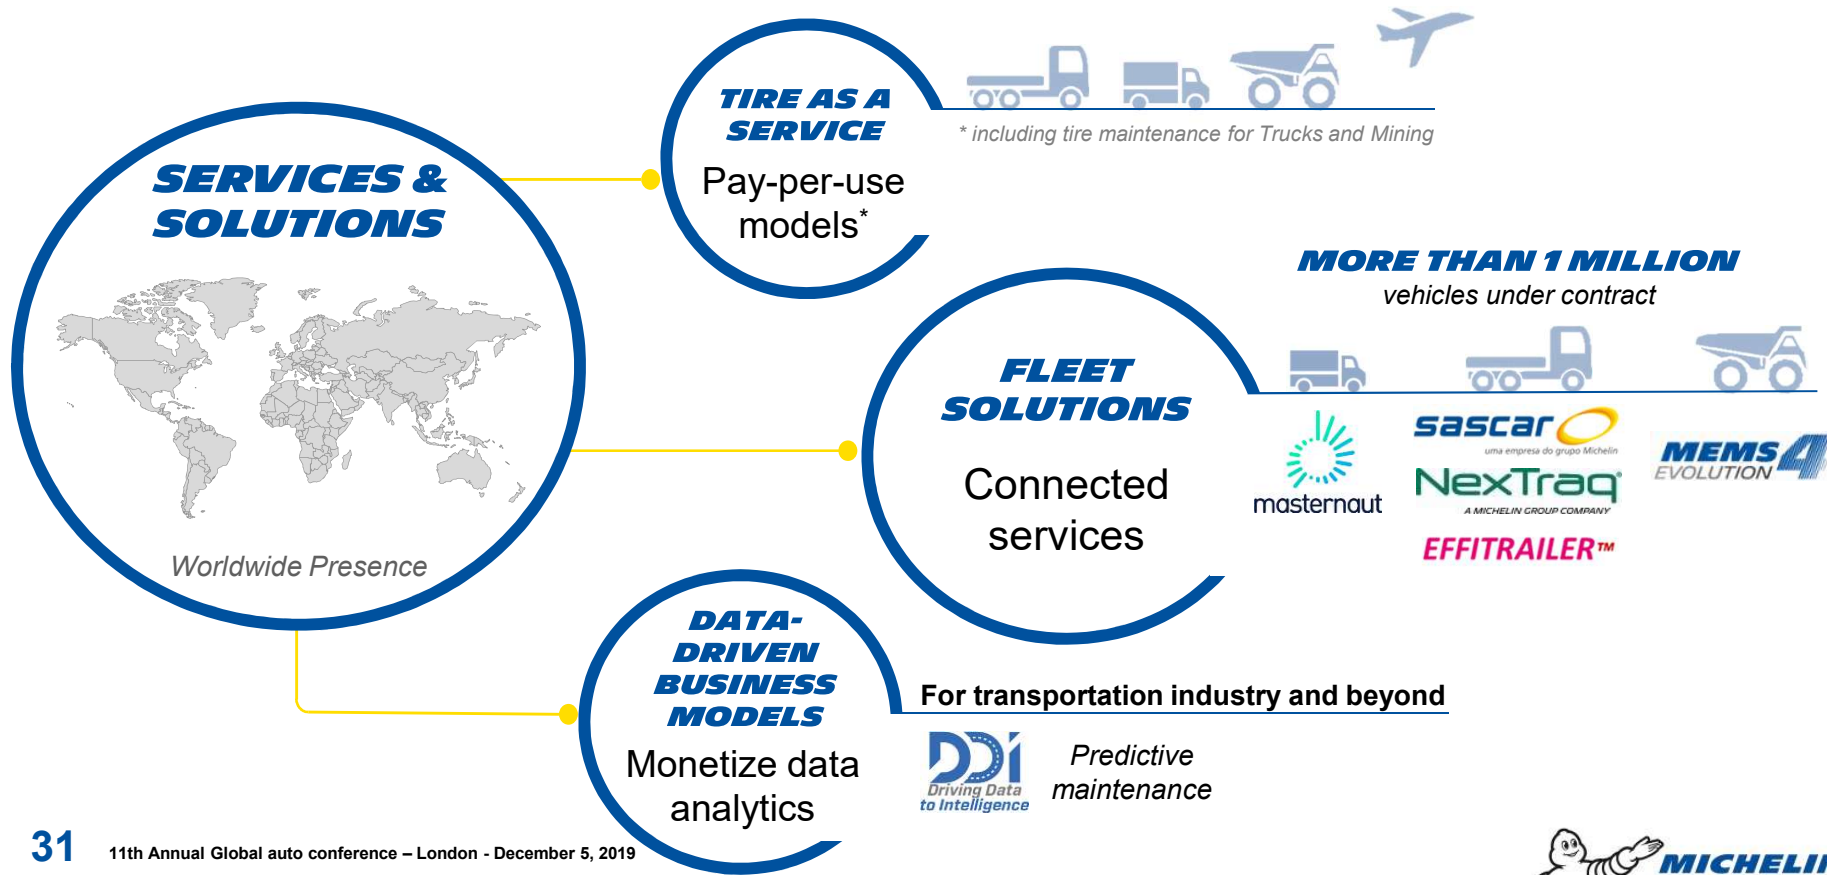 SERVICES &
SOLUTIONS
Worldwide Presence
TIRE AS A
SERVICE
Pay-per-use
models*
* including tire maintenance for Trucks and Mining
FLEET
SOLUTIONS
Connected
services
MORE THAN 1 MILLION
vehicles under contract
masternaut
sascar
uma empresa do grupo Michelin
NexTraq
A MICHELIN GROUP COMPANY
EFFITRAILER™
MEMS 4
EVOLUTION
DATA-
DRIVEN
BUSINESS
MODELS
Monetize data
analytics
For transportation industry and beyond
DDi
Driving Data
to Intelligence
Predictive
maintenance
31
11th Annual Global auto conference – London - December 5, 2019
MICHELIN